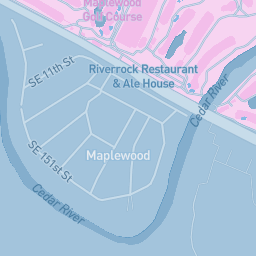 Maplewood
Golf Course
SE 11th St
Riverrock Restaurant
& Ale House
Cedar River
SE 151st St
Maplewood
Cedar River